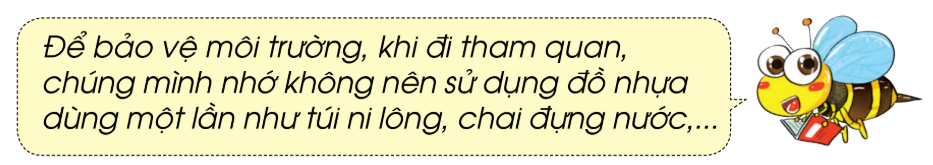 Để bảo vệ môi trường, khi đi tham quan,
chúng mình nhớ không nên sử dụng đồ nhựa
dùng một lần như túi ni lông, chai đựng nước,...